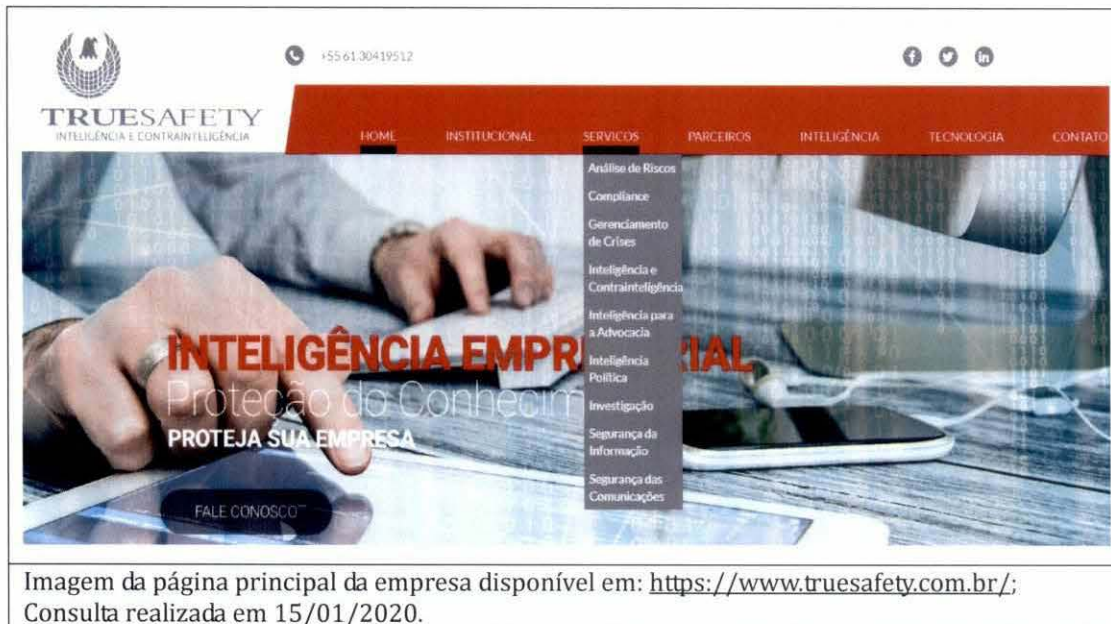 +55 61 30419512
TRUESAFETY
INTELIGÊNCIA E CONTRAINTELIGÊNCIA
HOME INSTITUCIONAL SERVICOS PARCEIROS INTELIGÊNCIA TECNOLOGIA CONTATO
Análise de Riscos
Compliance
Gerenciamento
de Crises
Inteligência e
Contrainteligência
Inteligência para
a Advocacia
Inteligência
Política
Investigação
Segurança da
Informação
Segurança das
Comunicações
INTELIGÊNCIA EMPR RIAL
Proteção do Conhecim
PROTEJA SUA EMPRESA
FALE CONOSCO
Imagem da página principal da empresa disponível em: https://www.truesafety.com.br/;
Consulta realizada em 15/01/2020.